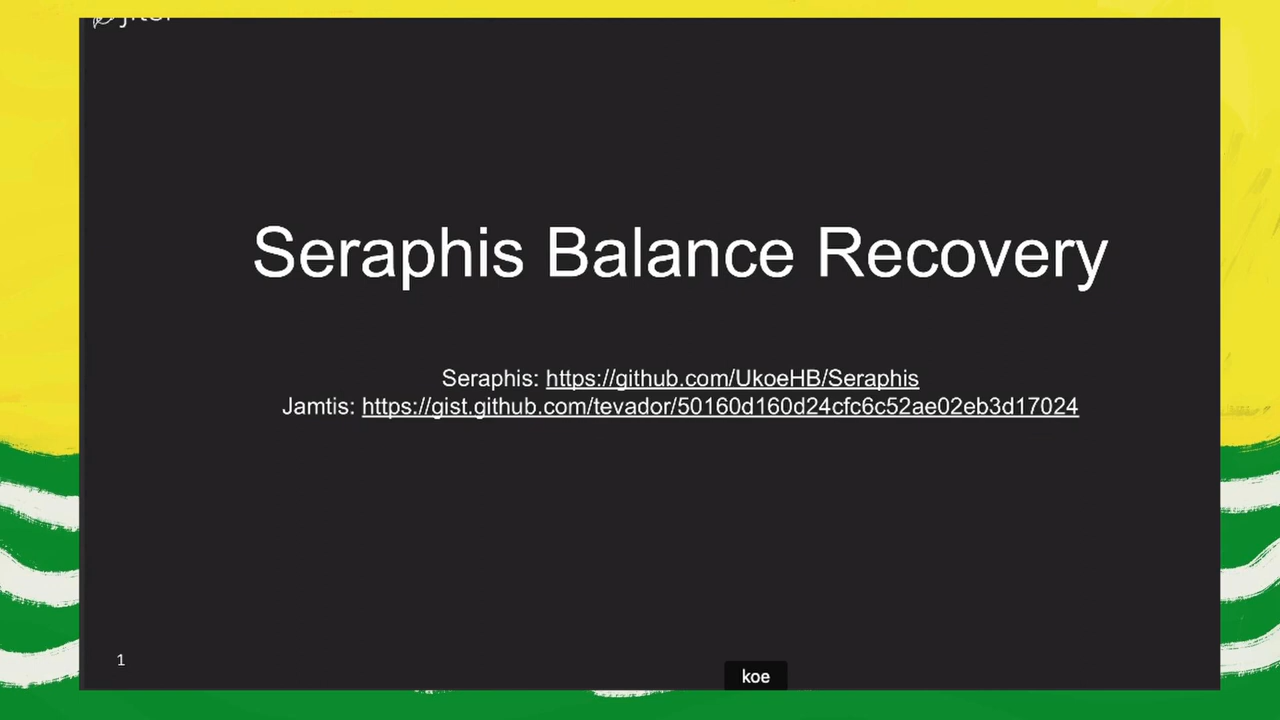 Seraphis Balance Recovery
Seraphis: https://github.com/UkoeHB/Seraphis
Jamtis: https://gist.github.com/tevador/50160d160d24cfc6c52ae02eb3d17024
1
koe